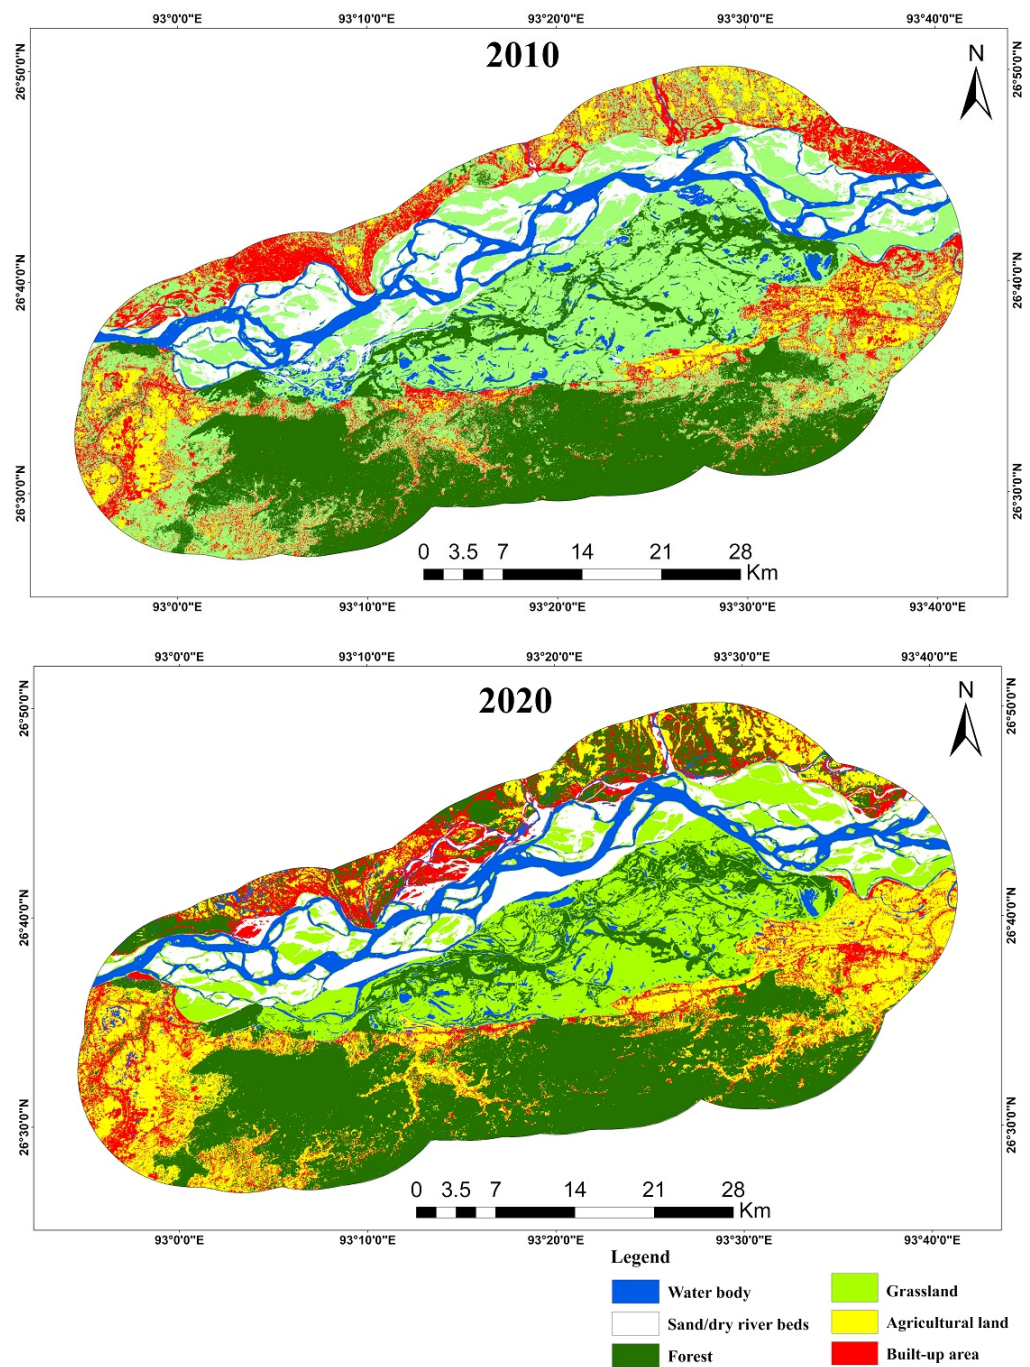 93°0'0"E 93°10'0"E 93°20'0"E 93°30'0"E 93°40'0"E
2010
N
26°50'0"N 26°50'0"N
26°40'0"N 26°40'0"N
26°30'0"N 26°30'0"N
0 3.5 7 14 21 28
Km
93°0'0"E 93°10'0"E 93°20'0"E 93°30'0"E 93°40'0"E
93°0'0"E 93°10'0"E 93°20'0"E 93°30'0"E 93°40'0"E
2020
N
26°50'0"N 26°50'0"N
26°40'0"N 26°40'0"N
26°30'0"N 26°30'0"N
0 3.5 7 14 21 28
Km
93°0'0"E 93°10'0"E 93°20'0"E 93°30'0"E 93°40'0"E
Legend
Water body
Sand/dry river beds
Forest
Grassland
Agricultural land
Built-up area